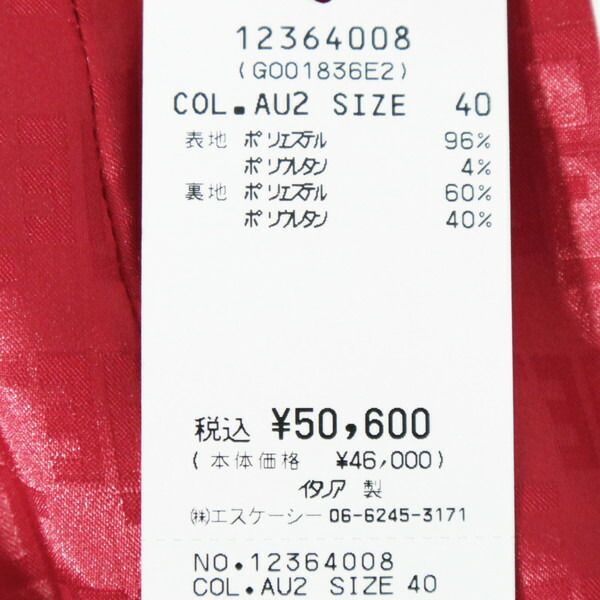 12364008
(G001836E2)
COL.AU2 SIZE 40
表地 ポリエステル 96%
ポリウレタン 4%
裏地 ポリエステル 60%
ポリウレタン 40%
税込 ¥50,600
(本体価格 ¥46,000)
イタリア 製
㈱エスケーシー 06-6245-3171
NO.12364008
COL.AU2 SIZE 40